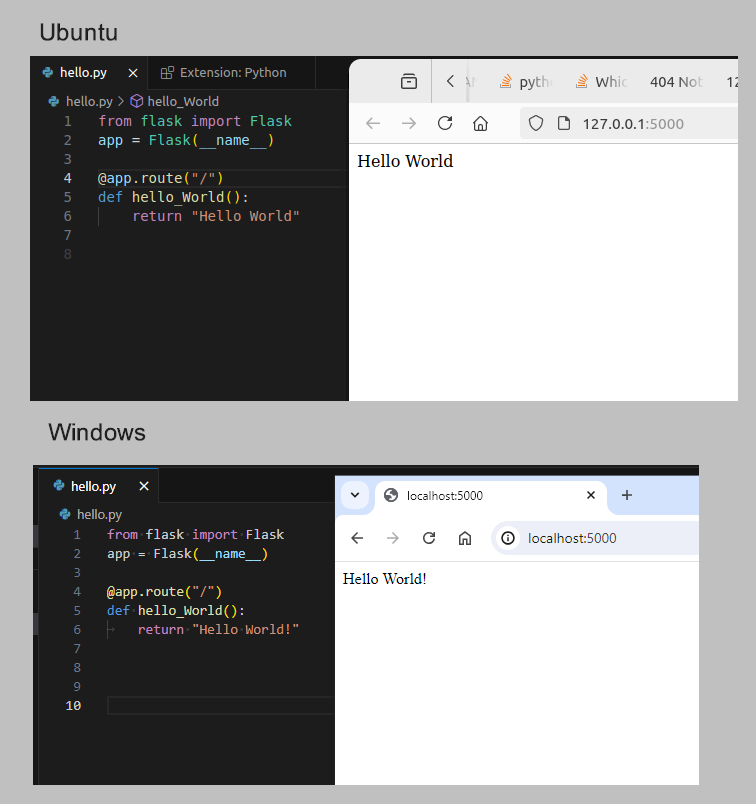 Ubuntu
hello.py × Extension: Python
hello.py > hello_World
1 from flask import Flask
2 app = Flask(__name__)
3
4 @app.route("/")
5 def hello_World():
6 return "Hello World"
7
8
pyth Whic 404 Not 12
127.0.0.1:5000
Hello World
Windows
hello.py ×
hello.py
1 from flask import Flask
2 app = Flask(__name__)
3
4 @app.route("/")
5 def hello_World():
6 return "Hello World!"
7
8
9
10
localhost:5000 × +
localhost:5000
Hello World!